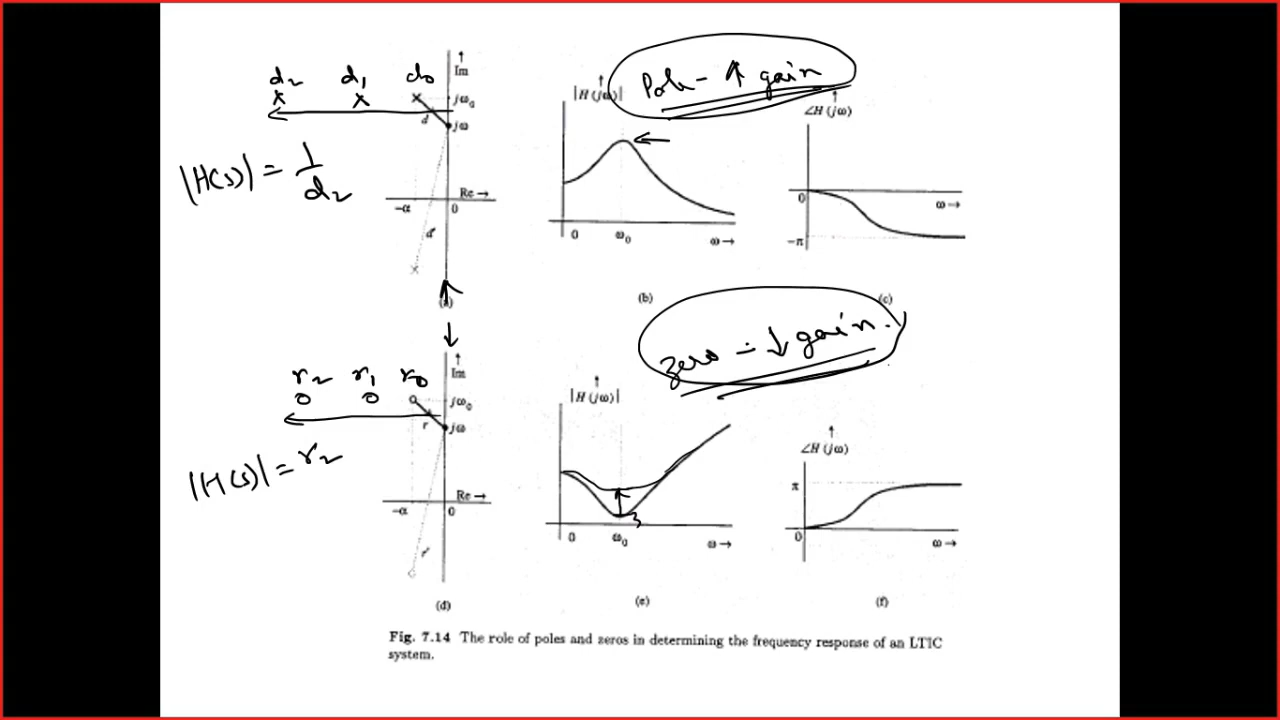 d₂ d₁ d₀
Im
jω₀
d
jω
|H(s)| = 1/d₂
Re →
-α 0
d'
(a)
Pole - ↑ gain
|H(jω)|
0 ω₀ ω →
(b)
∠H(jω)
0
ω →
-π
(c)
zero - ↓ gain.
r₂ r₁ r₀
Im
jω₀
r
jω
|H(s)| = r₂
Re →
-α 0
r'
(d)
|H(jω)|
0 ω₀ ω →
(e)
∠H(jω)
π
0
ω →
(f)
Fig. 7.14 The role of poles and zeros in determining the frequency response of an LTIC
system.